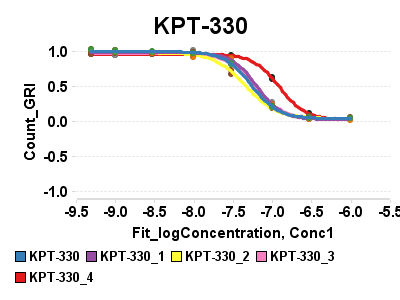 KPT-330
Count_GRI
1.0
0.5
0.0
-0.5
-1.0
-9.5 -9.0 -8.5 -8.0 -7.5 -7.0 -6.5 -6.0 -5.5
Fit_logConcentration, Conc1
KPT-330 KPT-330_1 KPT-330_2 KPT-330_3
KPT-330_4